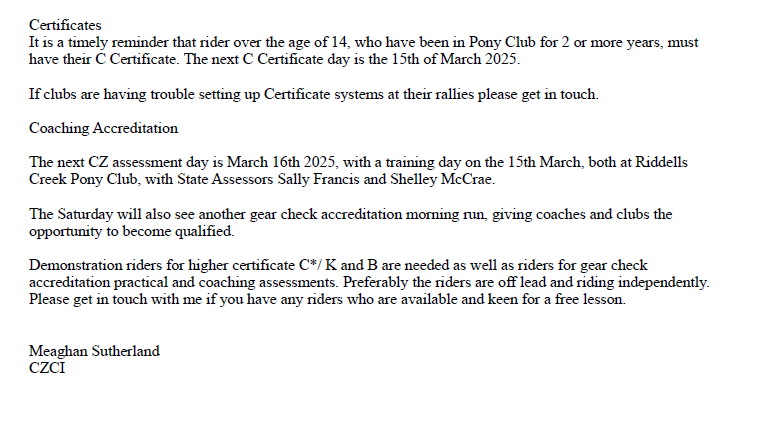 Certificates
It is a timely reminder that rider over the age of 14, who have been in Pony Club for 2 or more years, must
have their C Certificate. The next C Certificate day is the 15th of March 2025.
If clubs are having trouble setting up Certificate systems at their rallies please get in touch.
Coaching Accreditation
The next CZ assessment day is March 16th 2025, with a training day on the 15th March, both at Riddells
Creek Pony Club, with State Assessors Sally Francis and Shelley McCrae.
The Saturday will also see another gear check accreditation morning run, giving coaches and clubs the
opportunity to become qualified.
Demonstration riders for higher certificate C*/ K and B are needed as well as riders for gear check
accreditation practical and coaching assessments. Preferably the riders are off lead and riding independently.
Please get in touch with me if you have any riders who are available and keen for a free lesson.
Meaghan Sutherland
CZCI